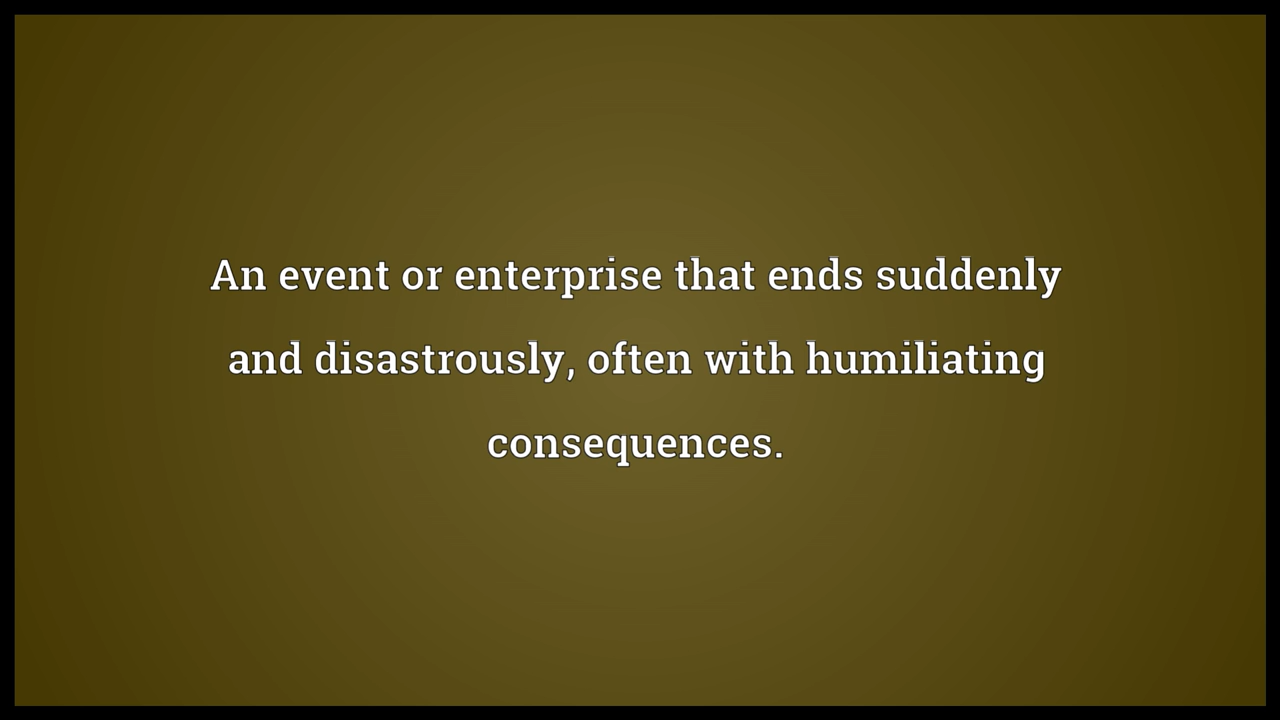 An event or enterprise that ends suddenly
and disastrously, often with humiliating
consequences.